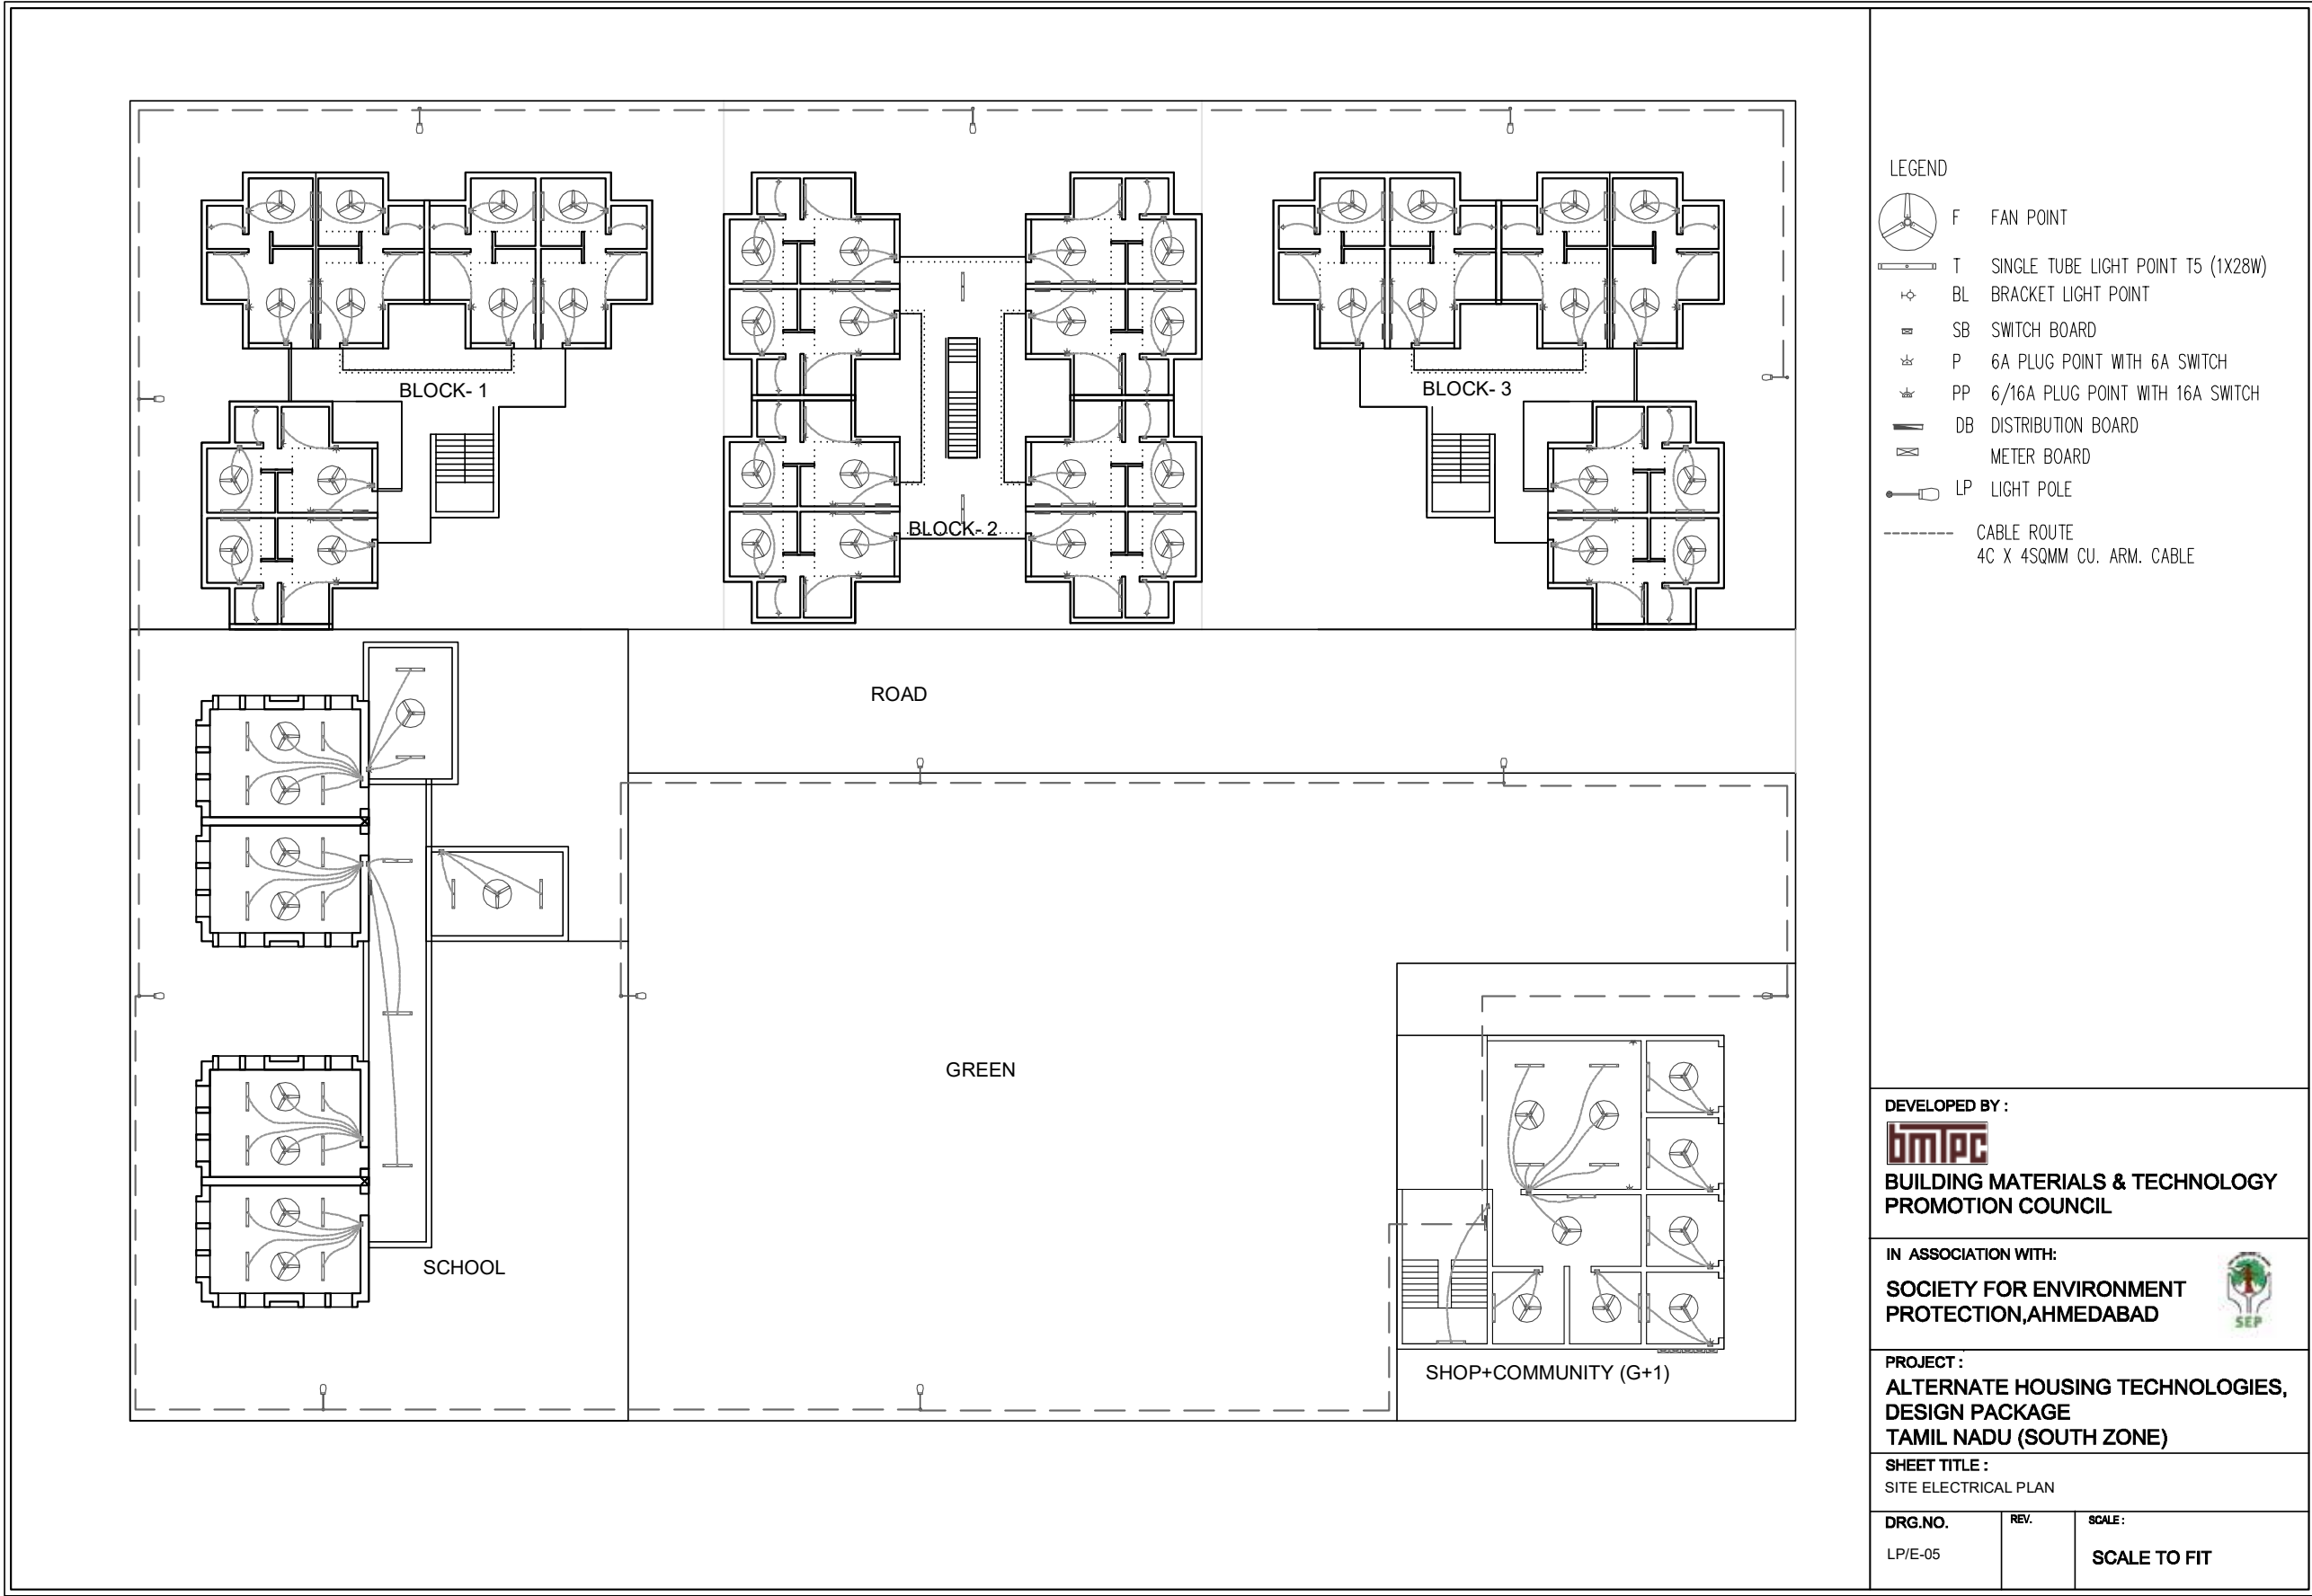 BLOCK- 1
BLOCK- 2
BLOCK- 3
ROAD
GREEN
SCHOOL
SHOP+COMMUNITY (G+1)
LEGEND
F FAN POINT
T SINGLE TUBE LIGHT POINT T5 (1X28W)
BL BRACKET LIGHT POINT
SB SWITCH BOARD
P 6A PLUG POINT WITH 6A SWITCH
PP 6/16A PLUG POINT WITH 16A SWITCH
DB DISTRIBUTION BOARD
METER BOARD
LP LIGHT POLE
CABLE ROUTE
4C X 4SQMM CU. ARM. CABLE
DEVELOPED BY :
bmTPC
BUILDING MATERIALS & TECHNOLOGY
PROMOTION COUNCIL
IN ASSOCIATION WITH:
SOCIETY FOR ENVIRONMENT
PROTECTION,AHMEDABAD
SEP
PROJECT :
ALTERNATE HOUSING TECHNOLOGIES,
DESIGN PACKAGE
TAMIL NADU (SOUTH ZONE)
SHEET TITLE :
SITE ELECTRICAL PLAN
DRG.NO.
LP/E-05
REV.
SCALE :
SCALE TO FIT